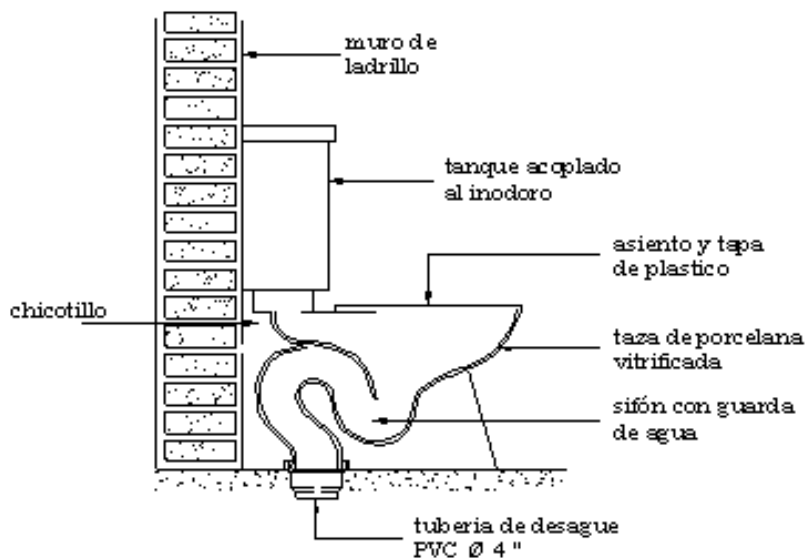 muro de
ladrillo
tanque acoplado
al inodoro
asiento y tapa
de plastico
chicotillo
taza de porcelana
vitrificada
sifón con guarda
de agua
tuberia de desague
PVC Ø 4 "